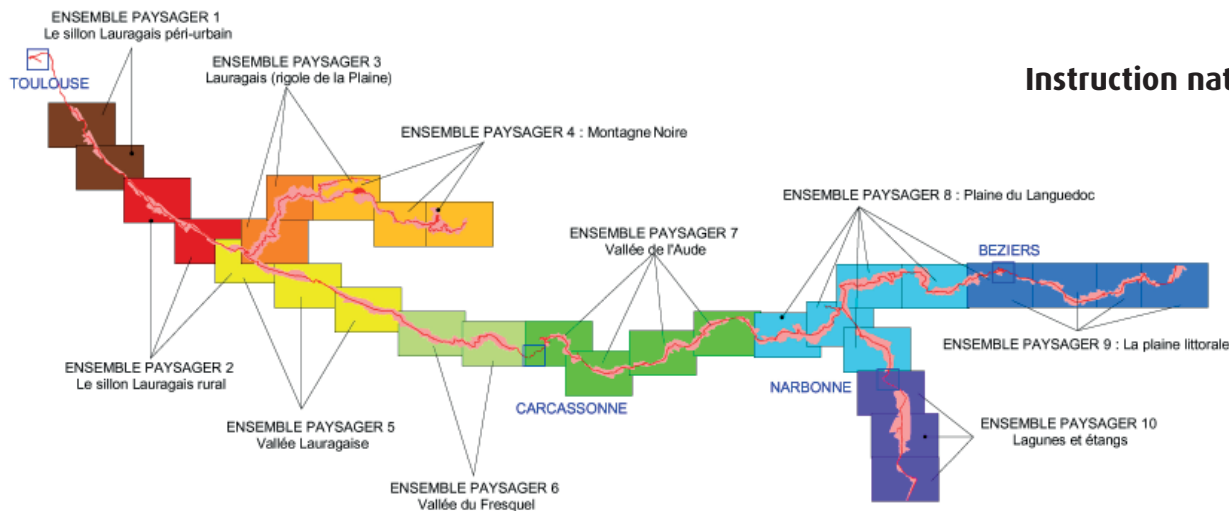 ENSEMBLE PAYSAGER 1
Le sillon Lauragais péri-urbain
TOULOUSE
ENSEMBLE PAYSAGER 3
Lauragais (rigole de la Plaine)
Instruction nat
ENSEMBLE PAYSAGER 4 : Montagne Noire
ENSEMBLE PAYSAGER 8 : Plaine du Languedoc
ENSEMBLE PAYSAGER 7
Vallée de l'Aude
BEZIERS
ENSEMBLE PAYSAGER 9 : La plaine littorale
ENSEMBLE PAYSAGER 2
Le sillon Lauragais rural
NARBONNE
CARCASSONNE
ENSEMBLE PAYSAGER 5
Vallée Lauragaise
ENSEMBLE PAYSAGER 10
Lagunes et étangs
ENSEMBLE PAYSAGER 6
Vallée du Fresquel